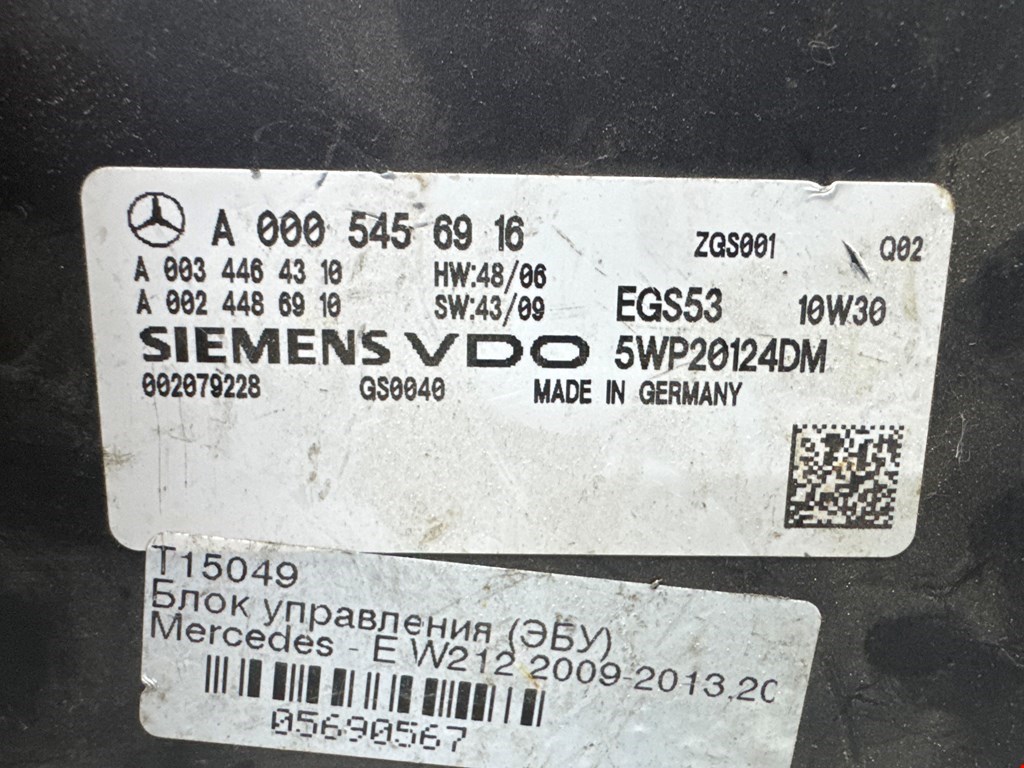 A 000 545 69 16
ZGS001 Q02
A 003 446 43 10 HW:48/06
A 002 448 69 10 SW:43/09 EGS53 10W30
SIEMENS VDO 5WP20124DM
002079228 GS0040 MADE IN GERMANY
T15049
Блок управления (ЭБУ)
Mercedes - E W212 2009-2013,20
05690567